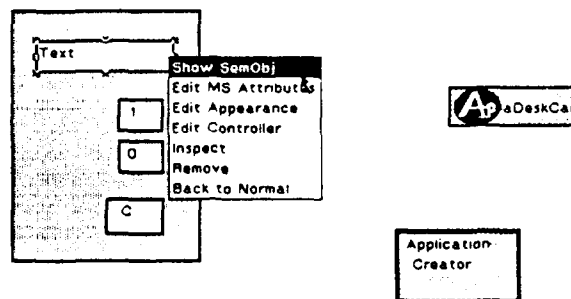 Text
Show SemObj
Edit MS Attributes
Edit Appearance
Edit Controller
Inspect
Remove
Back to Normal
1
0
C
Ap
aDeskCal
Application
Creator